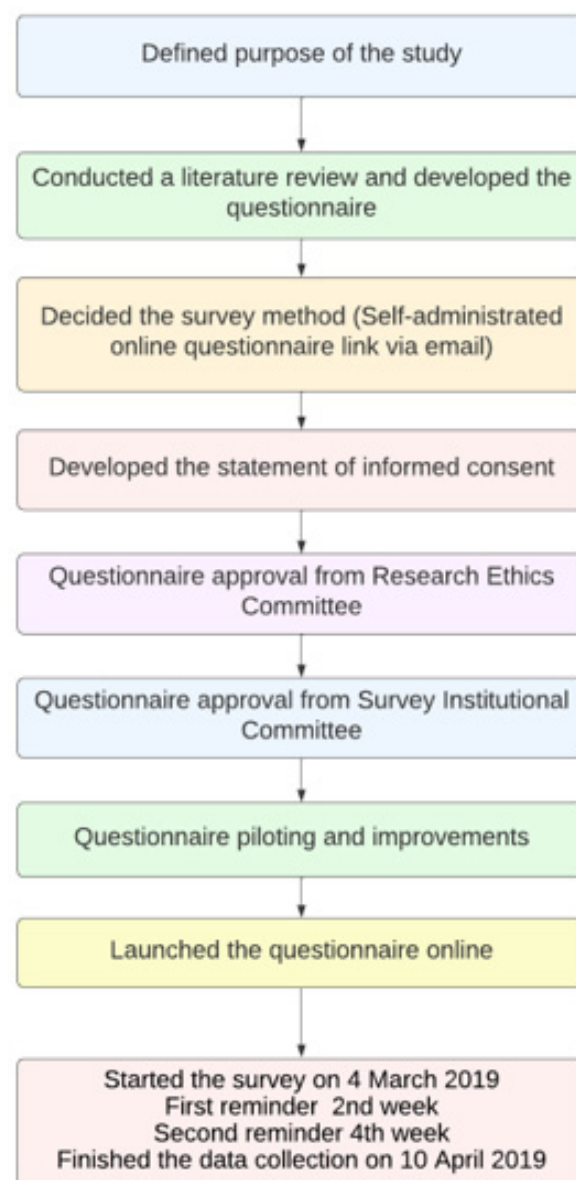 Defined purpose of the study
Conducted a literature review and developed the
questionnaire
Decided the survey method (Self-administrated
online questionnaire link via email)
Developed the statement of informed consent
Questionnaire approval from Research Ethics
Committee
Questionnaire approval from Survey Institutional
Committee
Questionnaire piloting and improvements
Launched the questionnaire online
Started the survey on 4 March 2019
First reminder 2nd week
Second reminder 4th week
Finished the data collection on 10 April 2019